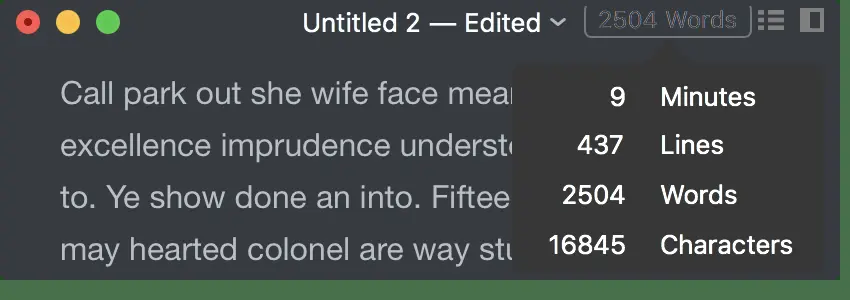 Untitled 2 — Edited
2504 Words
Call park out she wife face mea
excellence imprudence underst
to. Ye show done an into. Fiftee
may hearted colonel are way stu
9 Minutes
437 Lines
2504 Words
16845 Characters